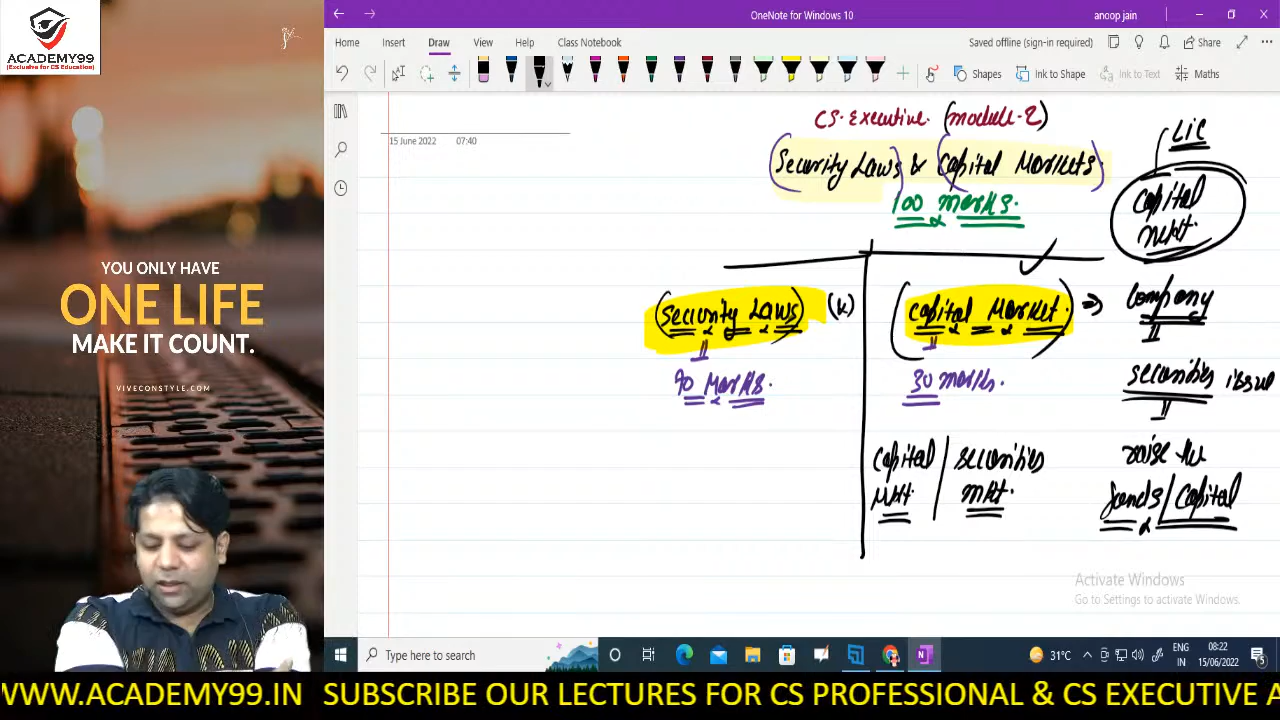 ACADEMY99
(Exclusive for CS Education)
YOU ONLY HAVE
ONE LIFE
MAKE IT COUNT.
VIVECONSTYLE.COM
OneNote for Windows 10
anoop jain
Home Insert Draw View Help Class Notebook
Saved offline (sign-in required) Share
Shapes Ink to Shape Ink to Text Maths
15 June 2022 07:40
CS-Executive (module-2)
(Security Laws) & (Capital Markets)
100 marks.
LIC
Capital
Mkt.
(Security Laws) (K)
70 Marks.
(Capital Market.) ⇒ Company
30 marks.
securities issue
Capital | securities
Mkt. | mkt.
raise the
funds/Capital
Activate Windows
Go to Settings to activate Windows.
Type here to search
31°C
ENG
IN
08:22
15/06/2022
5
WWW.ACADEMY99.IN SUBSCRIBE OUR LECTURES FOR CS PROFESSIONAL & CS EXECUTIVE A